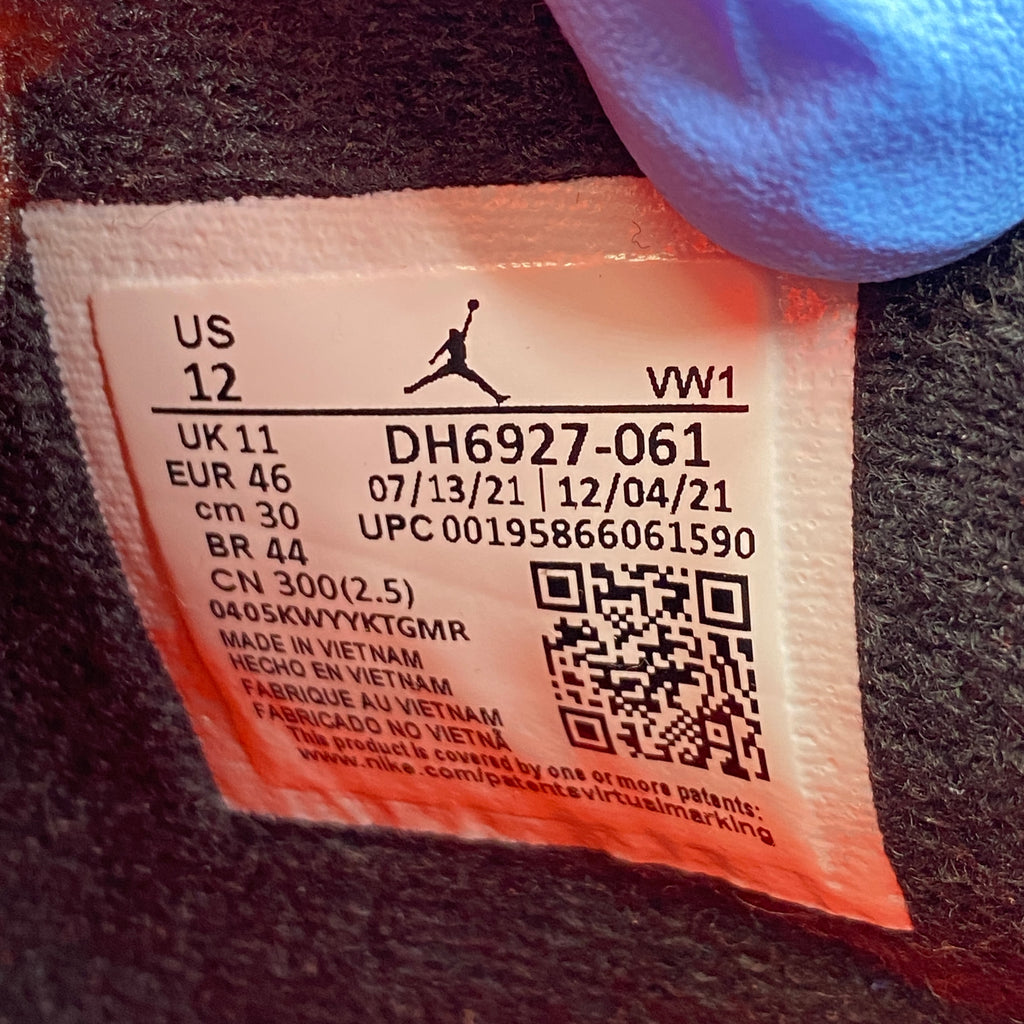 US
12
VW1
UK 11
EUR 46
cm 30
BR 44
CN 300(2.5)
DH6927-061
07/13/21 | 12/04/21
UPC 00195866061590
0405KWYYKTGMR
MADE IN VIETNAM
HECHO EN VIETNAM
FABRIQUE AU VIETNAM
FABRICADO NO VIETNÃ
This product is covered by one or more patents:
www.nike.com/patentsvirtualmarking